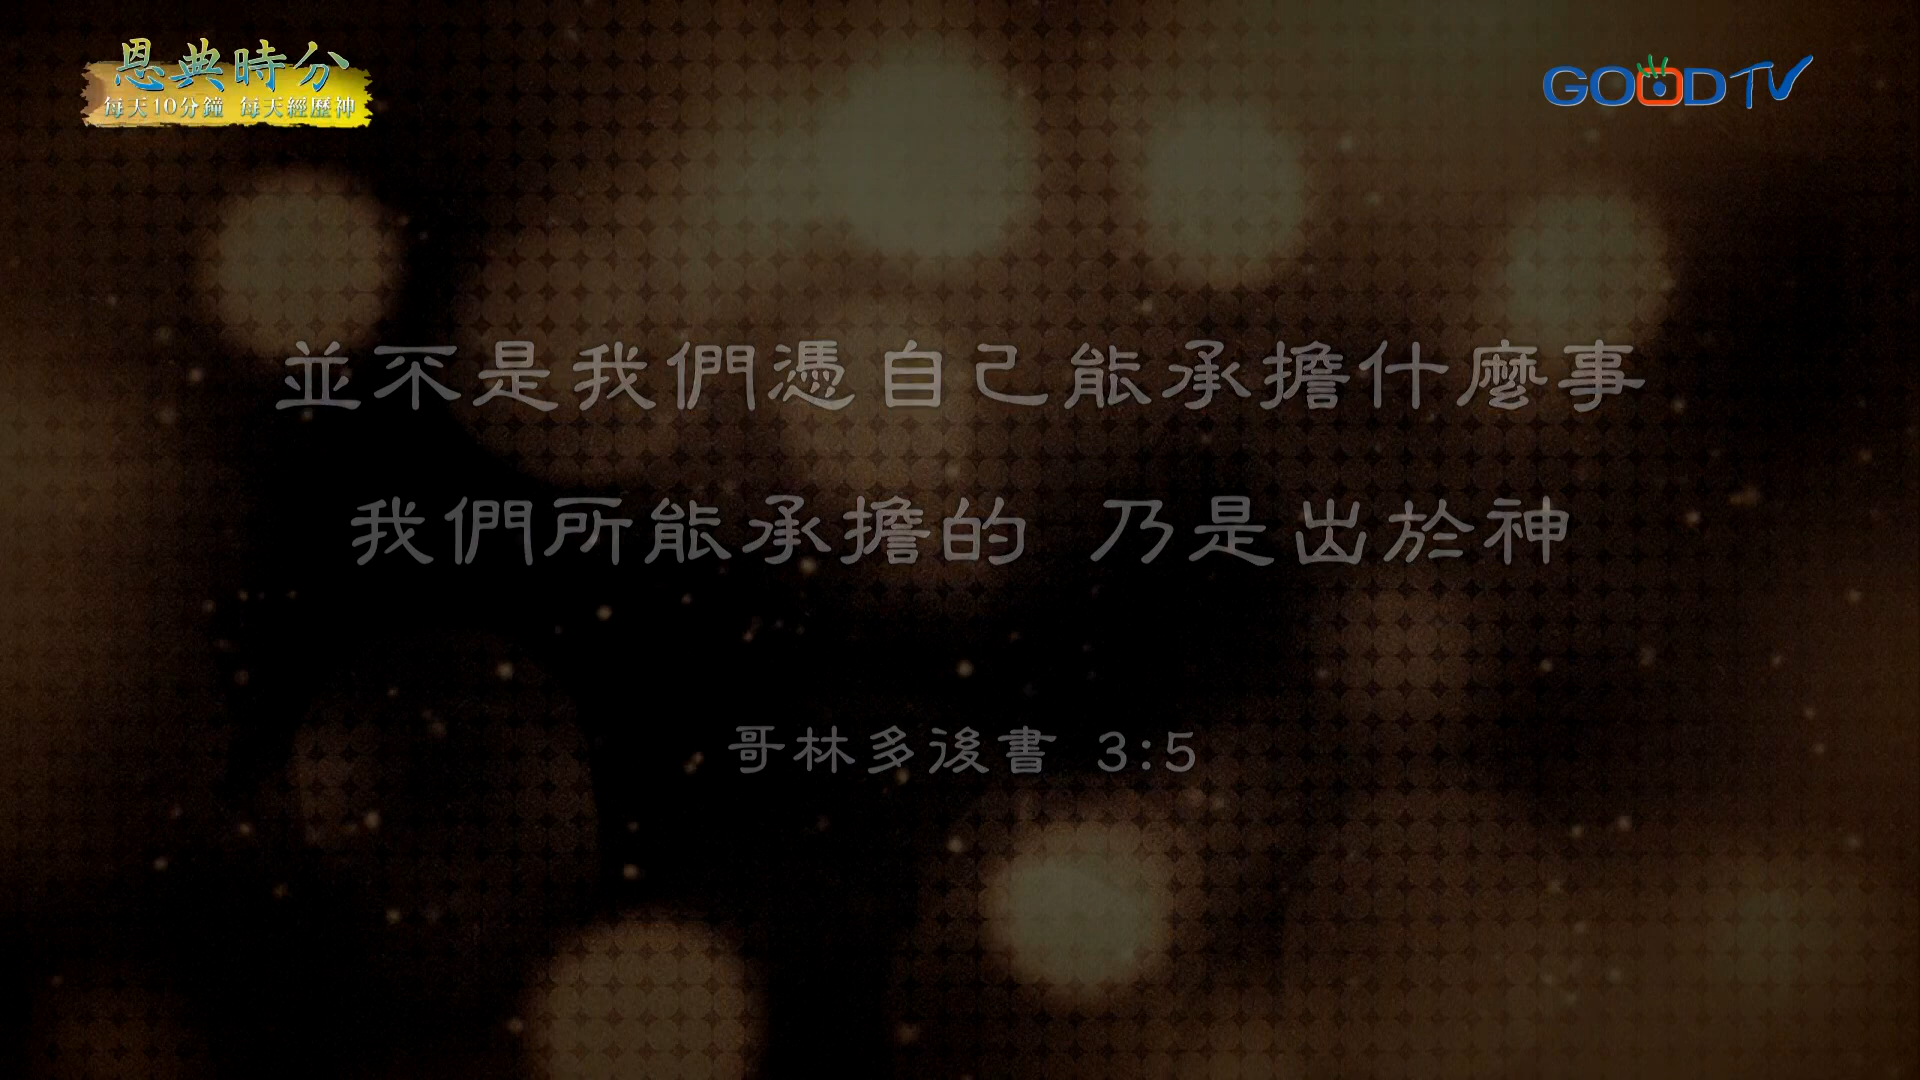 恩典時分
每天10分鐘 每天經歷神
GOODTV
並不是我們憑自己能承擔什麼事
我們所能承擔的 乃是出於神
哥林多後書 3:5